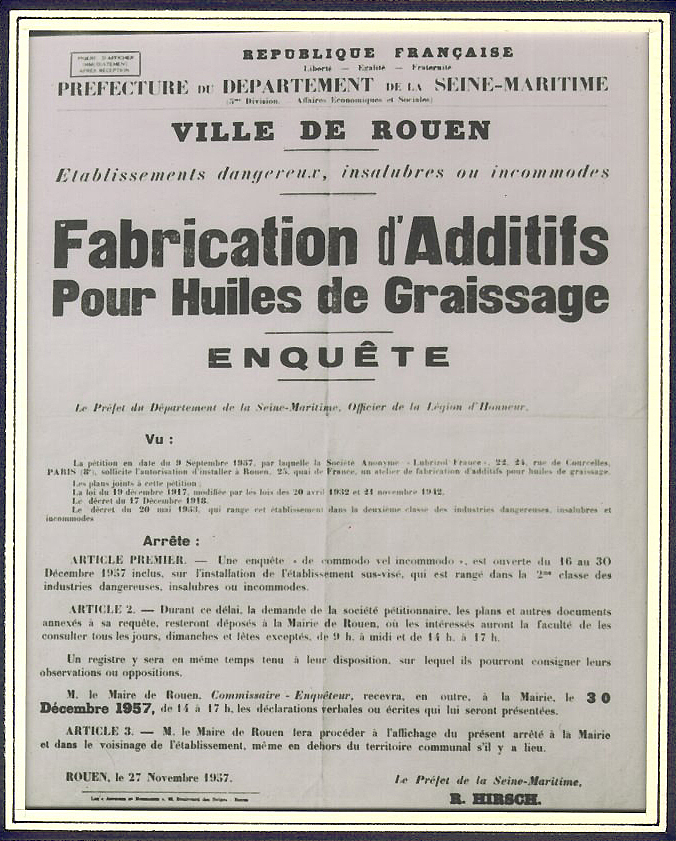 PRIERE D'AFFICHER
IMMEDIATEMENT
APRES RECEPTION
REPUBLIQUE FRANÇAISE
Liberté — Egalité — Fraternité
PREFECTURE DU DEPARTEMENT DE LA SEINE-MARITIME
(3me Division. Affaires Economiques et Sociales)
VILLE DE ROUEN
Etablissements dangereux, insalubres ou incommodes
Fabrication d'Additifs
Pour Huiles de Graissage
ENQUÊTE
Le Préfet du Département de la Seine-Maritime, Officier de la Légion d'Honneur,
Vu :
La pétition en date du 9 Septembre 1957, par laquelle la Société Anonyme « Lubrizol France », 22, 24, rue de Courcelles,
PARIS (8e), sollicite l'autorisation d'installer à Rouen, 25, quai de France, un atelier de fabrication d'additifs pour huiles de graissage.
Les plans joints à cette pétition ;
La loi du 19 décembre 1917, modifiée par les lois des 20 avril 1932 et 21 novembre 1942,
Le décret du 17 Décembre 1918.
Le décret du 20 mai 1953, qui range cet établissement dans la deuxième classe des industries dangereuses, insalubres et
incommodes
Arrête :
ARTICLE PREMIER. — Une enquête « de commodo vel incommodo », est ouverte du 16 au 30
Décembre 1957 inclus, sur l'installation de l'établissement sus-visé, qui est rangé dans la 2me classe des
industries dangereuses, insalubres ou incommodes.
ARTICLE 2. — Durant ce délai, la demande de la société pétitionnaire, les plans et autres documents
annexés à sa requête, resteront déposés à la Mairie de Rouen, où les intéressés auront la faculté de les
consulter tous les jours, dimanches et fêtes exceptés, de 9 h. à midi et de 14 h. à 17 h.
Un registre y sera en même temps tenu à leur disposition, sur lequel ils pourront consigner leurs
observations ou oppositions.
M. le Maire de Rouen, Commissaire - Enquêteur, recevra, en outre, à la Mairie, le 30
Décembre 1957, de 14 à 17 h. les déclarations verbales ou écrites qui lui seront présentées.
ARTICLE 3. — M. le Maire de Rouen fera procéder à l'affichage du présent arrêté à la Mairie
et dans le voisinage de l'établissement, même en dehors du territoire communal s'il y a lieu.
ROUEN, le 27 Novembre 1957.
Le Préfet de la Seine-Maritime,
R. HIRSCH.